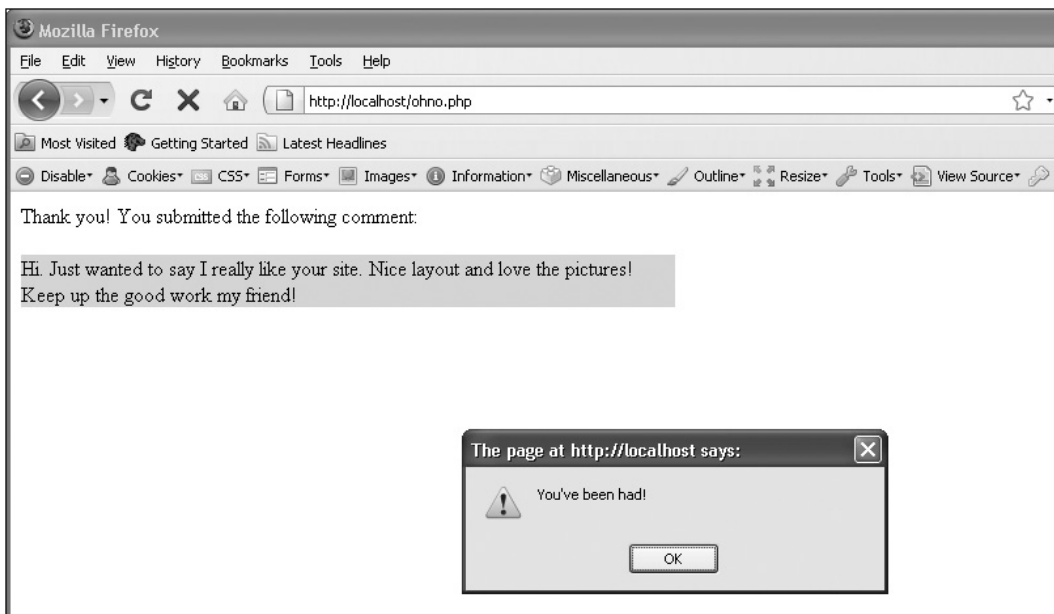 Mozilla Firefox
File Edit View History Bookmarks Tools Help
http://localhost/ohno.php
Most Visited Getting Started Latest Headlines
Disable Cookies CSS Forms Images Information Miscellaneous Outline Resize Tools View Source
Thank you! You submitted the following comment:
Hi. Just wanted to say I really like your site. Nice layout and love the pictures!
Keep up the good work my friend!
The page at http://localhost says:
You've been had!
OK